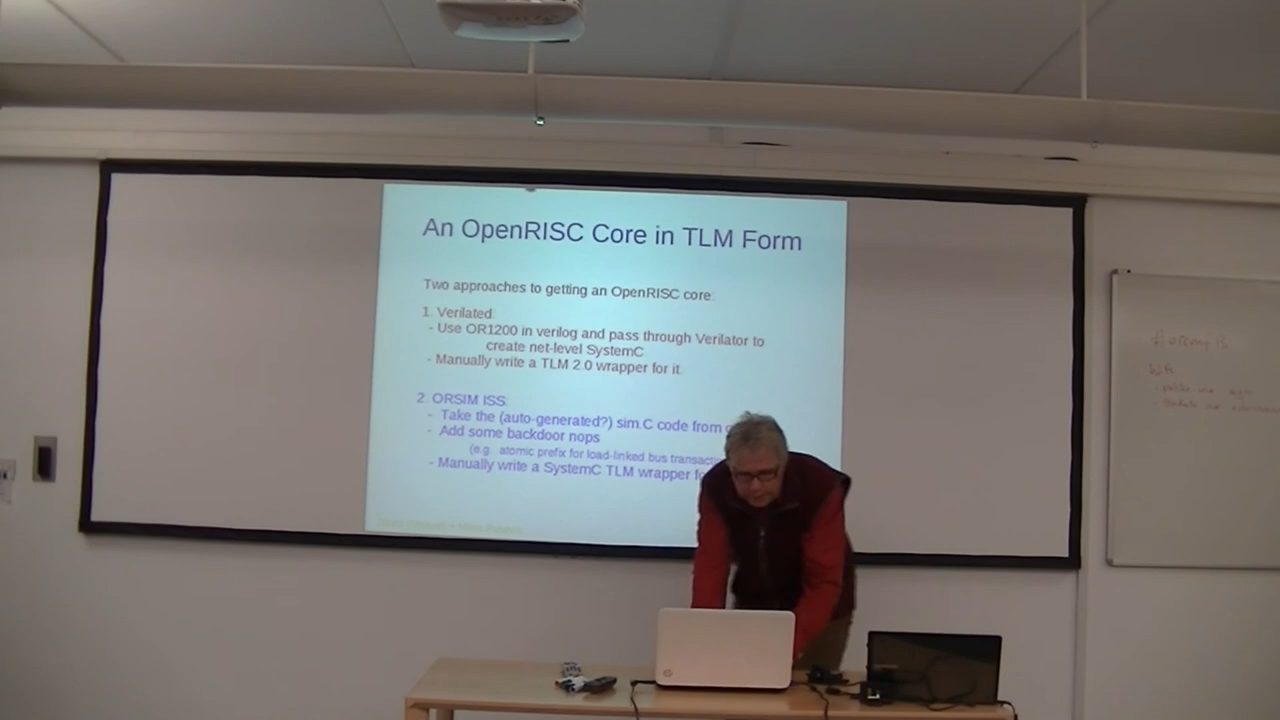 An OpenRISC Core in TLM Form
Two approaches to getting an OpenRISC core:
1. Verilated:
- Use OR1200 in verilog and pass through Verilator to
create net-level SystemC
- Manually write a TLM 2.0 wrapper for it.
2. ORSIM ISS:
- Take the (auto-generated?) sim.C code from
- Add some backdoor nops
(e.g. atomic prefix for load-linked bus
- Manually write a SystemC TLM wrapper